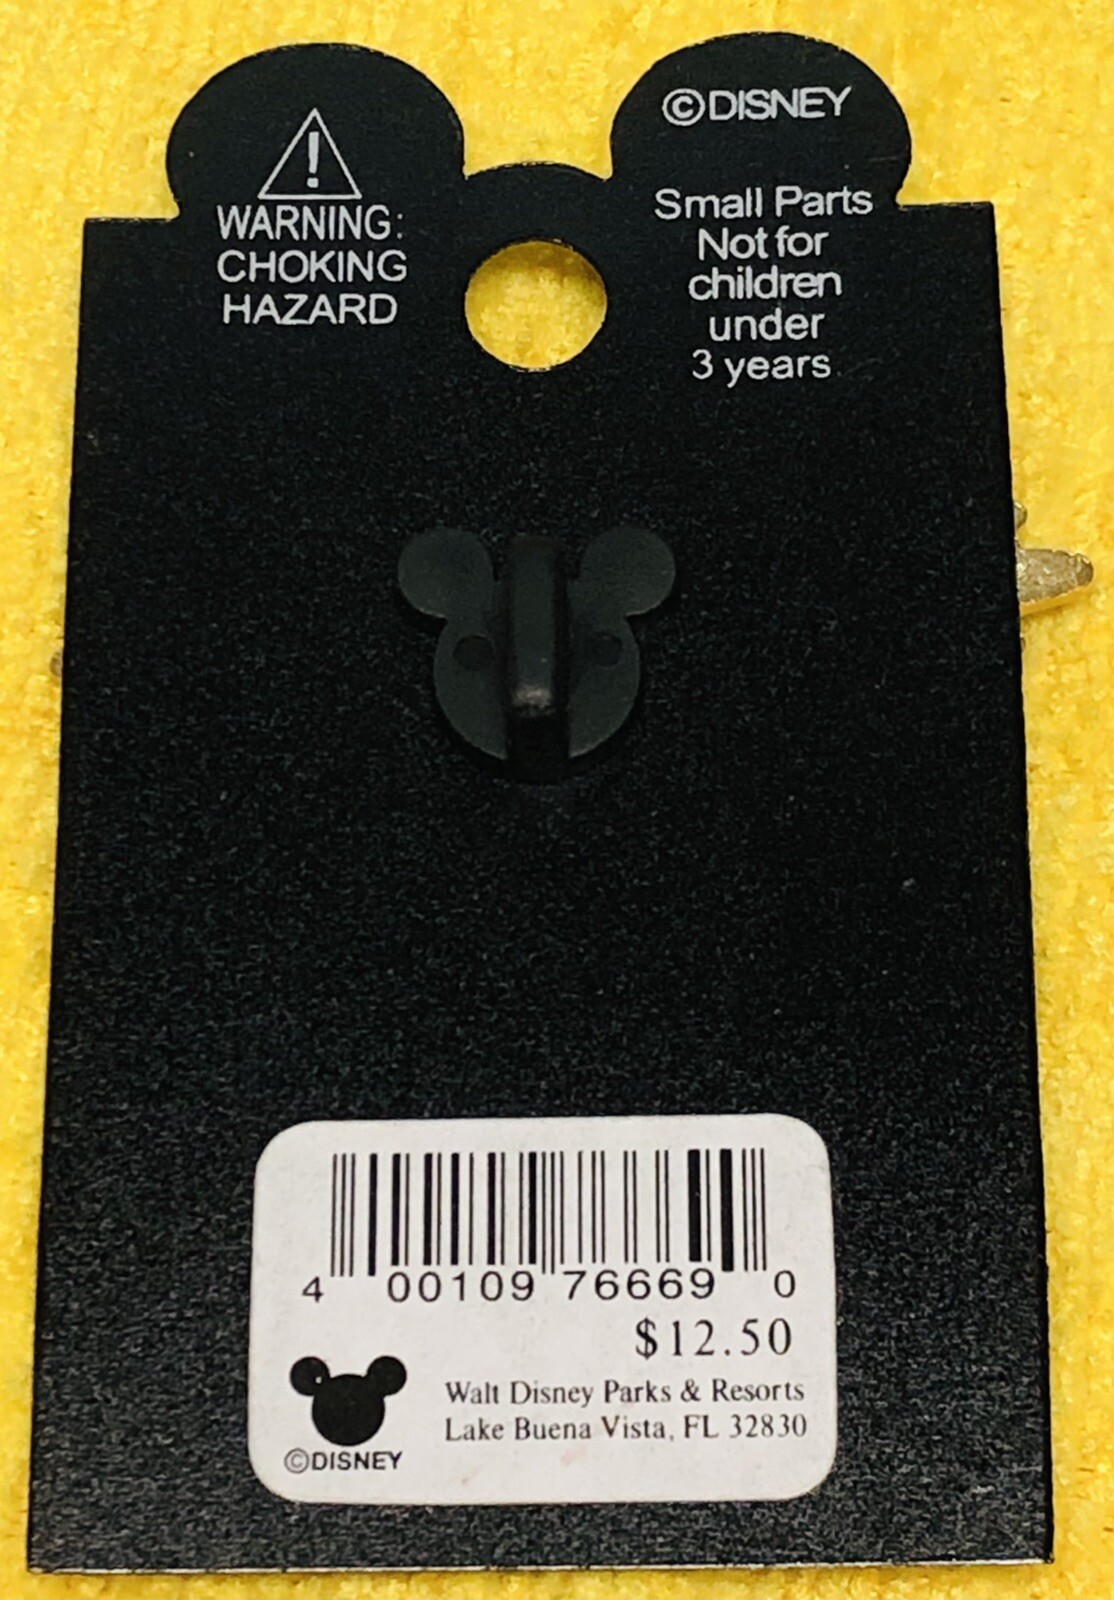 ©DISNEY
!
WARNING:
CHOKING
HAZARD
Small Parts
Not for
children
under
3 years
4 00109 76669 0
$12.50
Walt Disney Parks & Resorts
Lake Buena Vista, FL 32830
©DISNEY